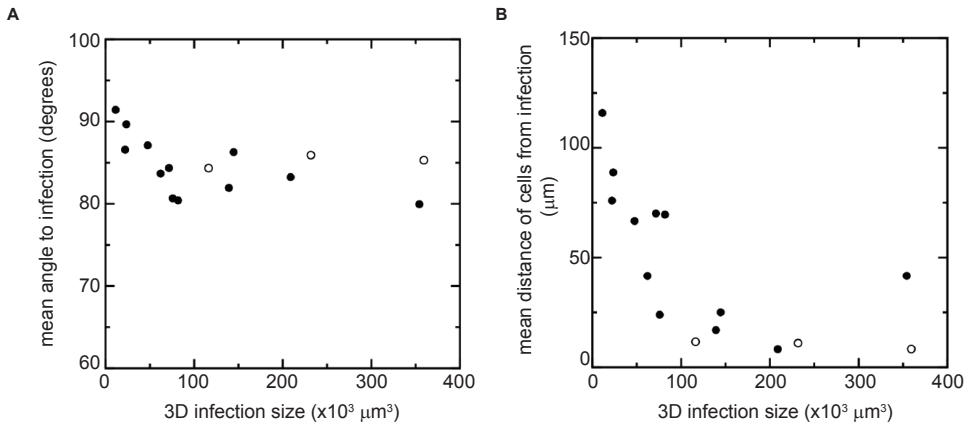 A
100
90
80
70
60
mean angle to infection (degrees)
0
100
200
300
400
3D infection size (x10³ μm³)
B
150
100
50
0
mean distance of cells from infection
(μm)
0
100
200
300
400
3D infection size (x10³ μm³)